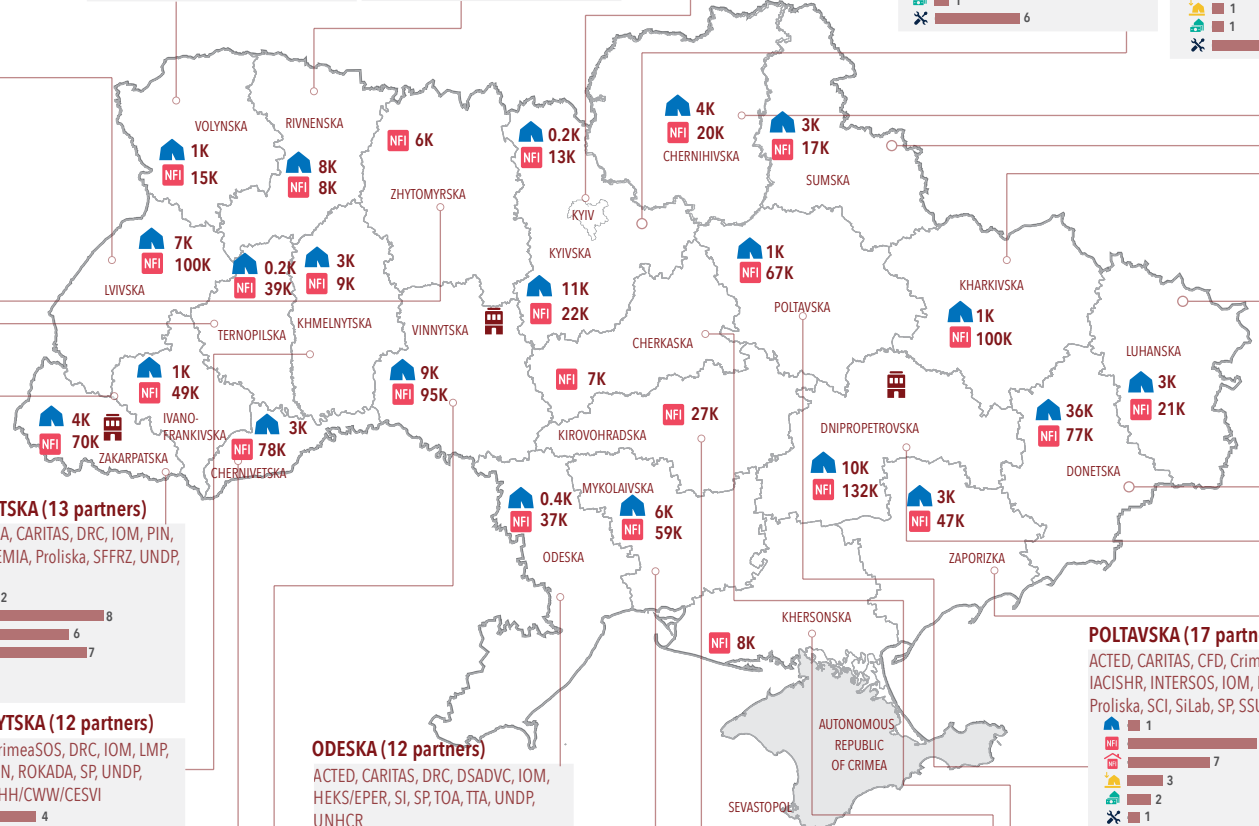 1
6
1
1
VOLYNSKA
NFI
1K
15K
RIVNENSKA
NFI
8K
8K
NFI
6K
ZHYTOMYRSKA
NFI
0.2K
13K
KYIV
KYIVSKA
NFI
11K
22K
NFI
4K
20K
CHERNIHIVSKA
NFI
3K
17K
SUMSKA
NFI
7K
100K
LVIVSKA
NFI
0.2K
39K
TERNOPILSKA
NFI
3K
9K
KHMELNYTSKA
VINNYTSKA
NFI
9K
95K
NFI
1K
67K
POLTAVSKA
KHARKIVSKA
NFI
1K
100K
CHERKASKA
NFI
7K
LUHANSKA
NFI
3K
21K
NFI
1K
49K
IVANO-
FRANKIVSKA
NFI
4K
70K
ZAKARPATSKA
NFI
3K
78K
CHERNIVETSKA
NFI
27K
KIROVOHRADSKA
DNIPROPETROVSKA
NFI
10K
132K
NFI
36K
77K
DONETSKA
NFI
3K
47K
ZAPORIZKA
NFI
0.4K
37K
ODESKA
MYKOLAIVSKA
NFI
6K
59K
KHERSONSKA
NFI
8K
AUTONOMOUS
REPUBLIC
OF CRIMEA
SEVASTOPOL
TSKA (13 partners)
A, CARITAS, DRC, IOM, PIN,
EMIA, Proliska, SFFRZ, UNDP,
2
8
6
7
YTSKA (12 partners)
rimeaSOS, DRC, IOM, LMP,
N, ROKADA, SP, UNDP,
HH/CWW/CESVI
4
ODESKA (12 partners)
ACTED, CARITAS, DRC, DSADVC, IOM,
HEKS/EPER, SI, SP, TOA, TTA, UNDP,
UNHCR
POLTAVSKA (17 partn
ACTED, CARITAS, CFD, Crim
IACISHR, INTERSOS, IOM,
Proliska, SCI, SiLab, SP, SSU
1
NFI
NFI
7
3
2
1